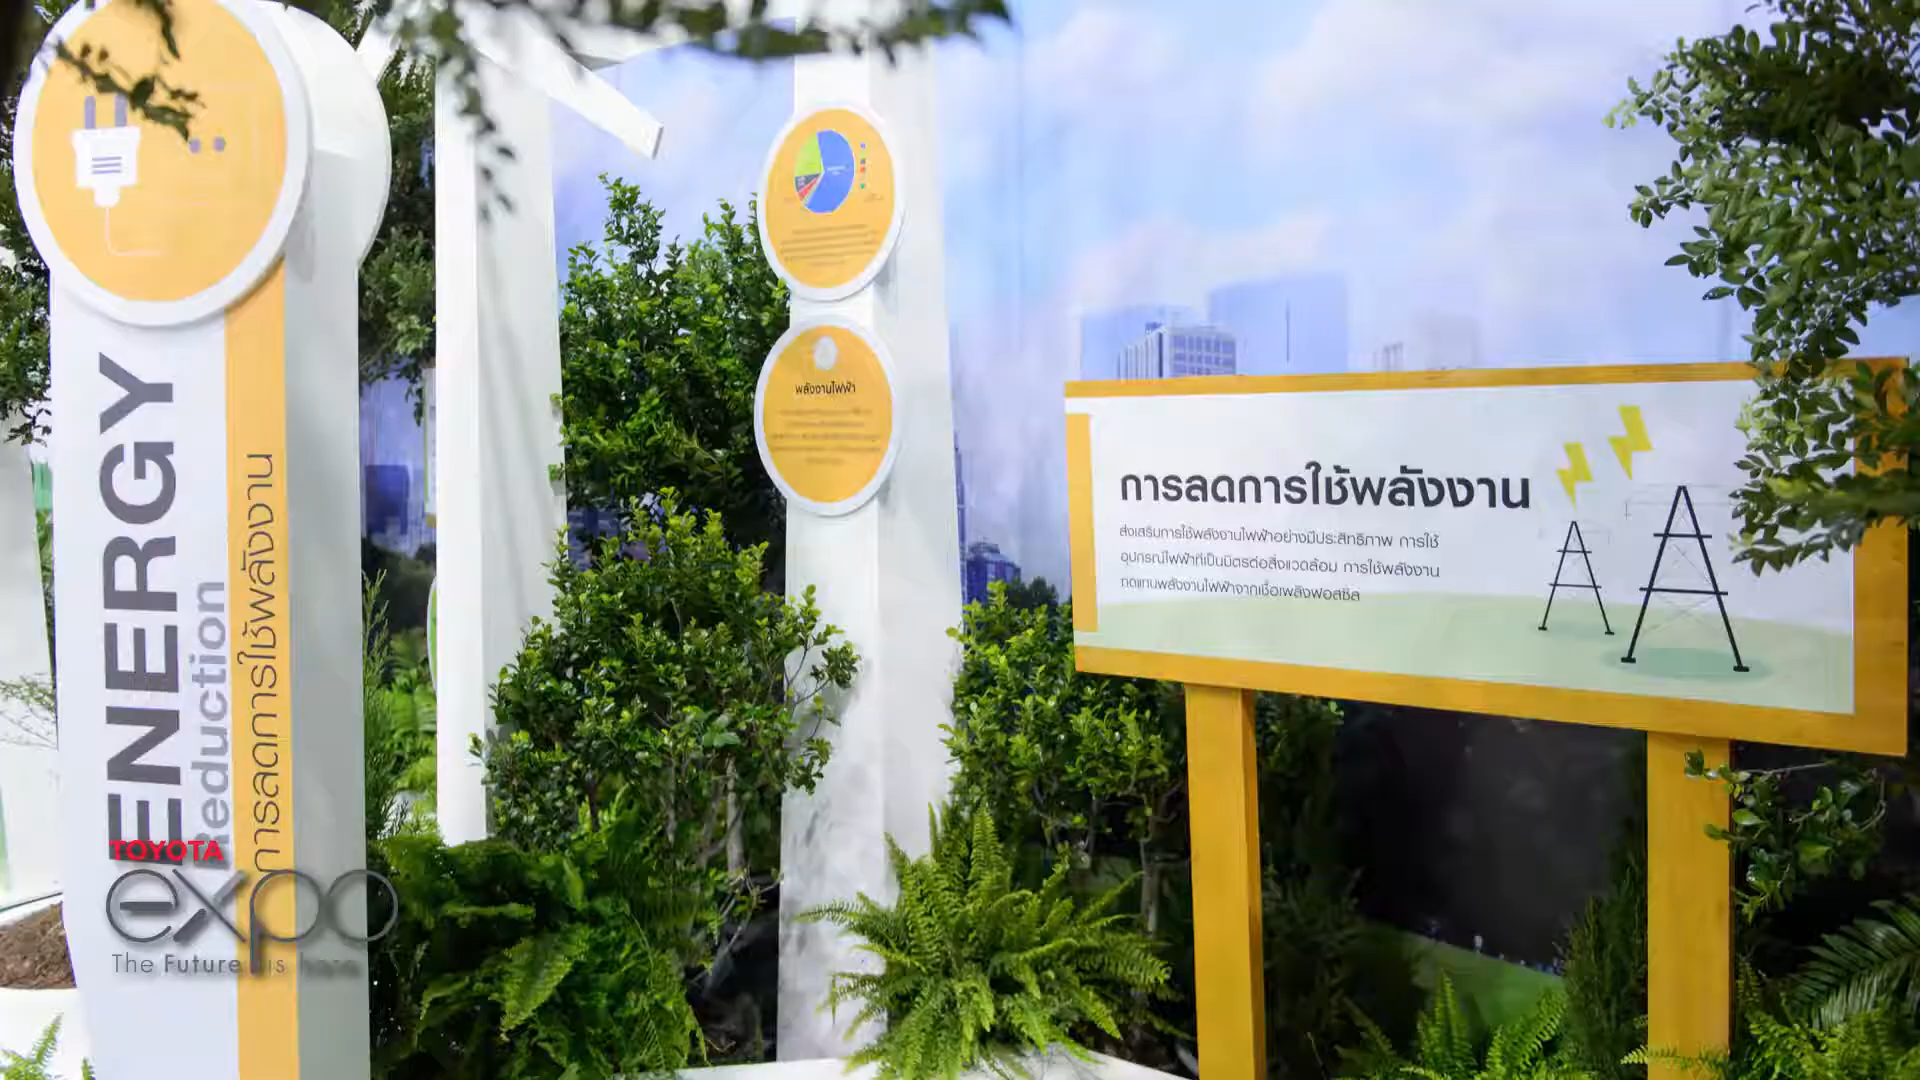 ENERGY
Reduction
การลดการใช้พลังงาน
พลังงานไฟฟ้า
การลดการใช้พลังงาน
ส่งเสริมการใช้พลังงานไฟฟ้าอย่างมีประสิทธิภาพ การใช้
อุปกรณ์ไฟฟ้าที่เป็นมิตรต่อสิ่งแวดล้อม การใช้พลังงาน
ทดแทนพลังงานไฟฟ้าจากเชื้อเพลิงฟอสซิล
TOYOTA
expo
The Future is here